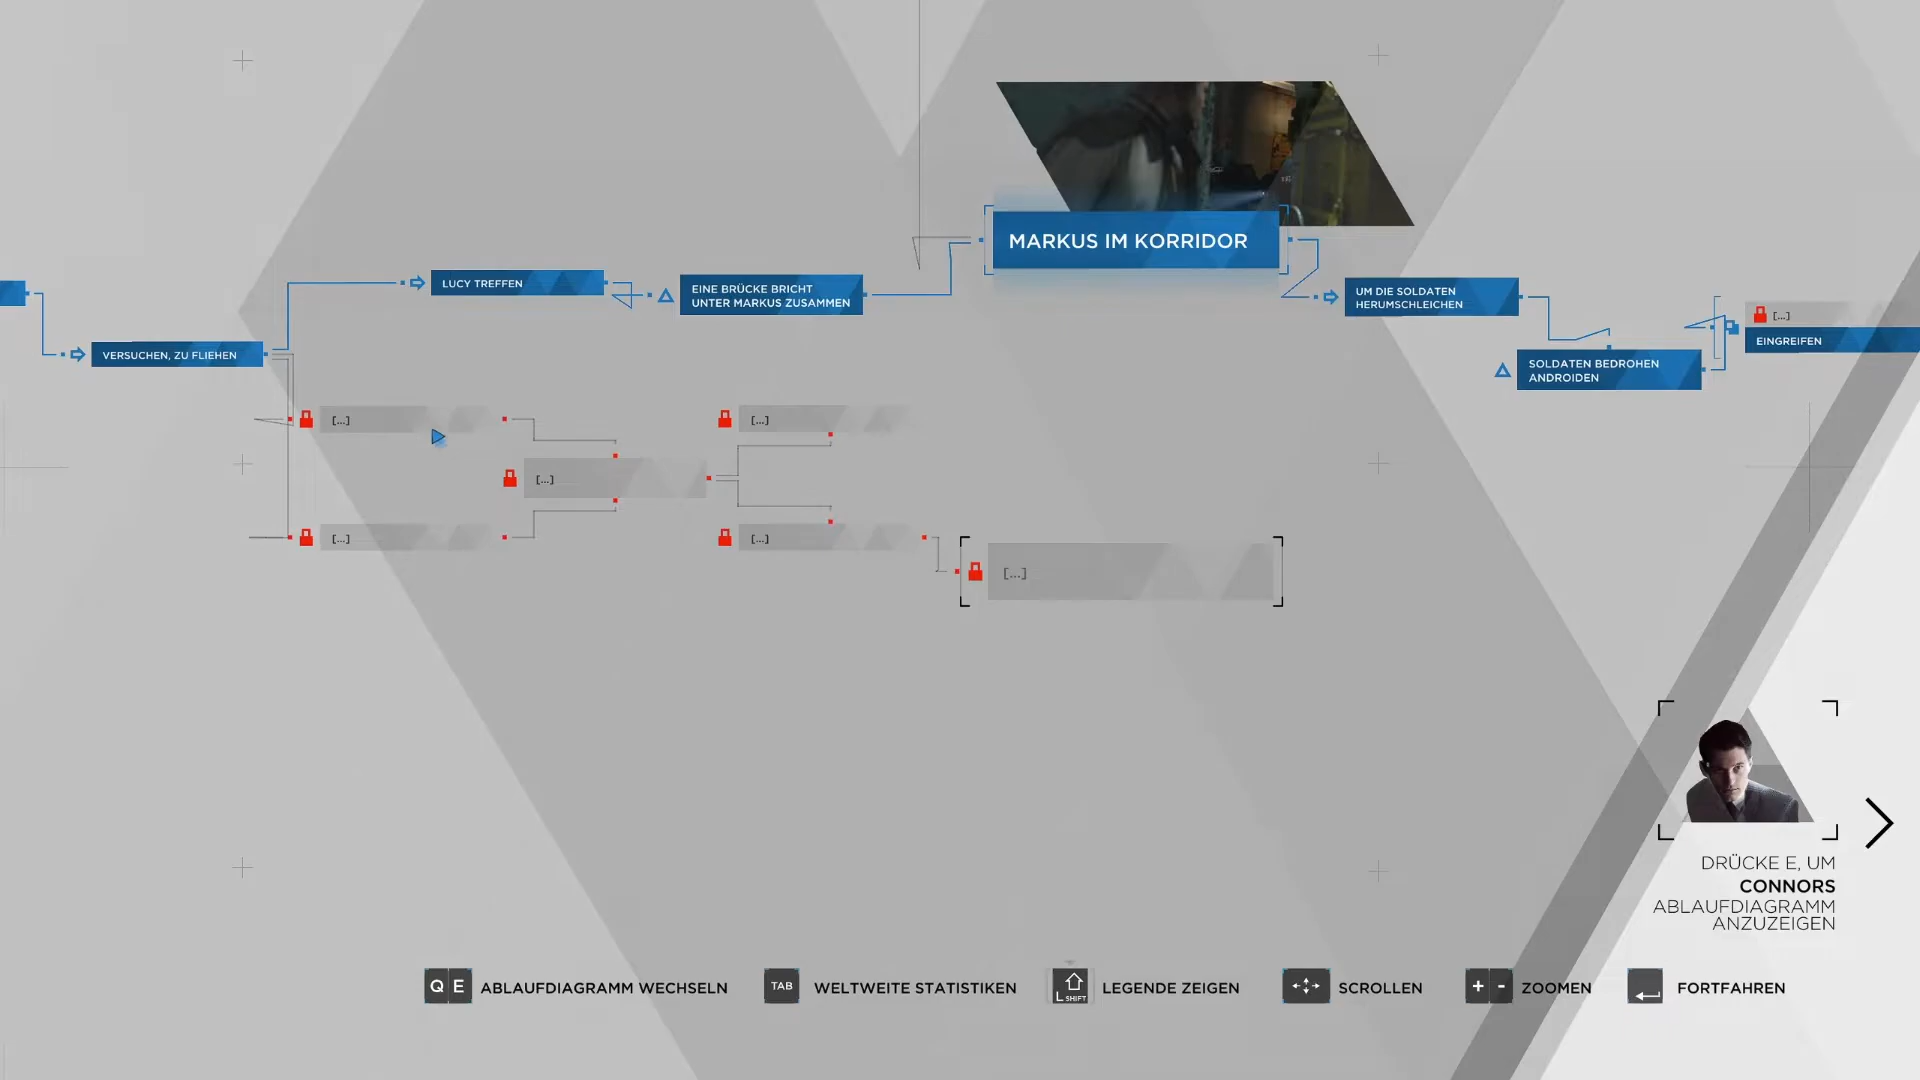 MARKUS IM KORRIDOR
LUCY TREFFEN
EINE BRÜCKE BRICHT
UNTER MARKUS ZUSAMMEN
UM DIE SOLDATEN
HERUMSCHLEICHEN
[...]
EINGREIFEN
VERSUCHEN, ZU FLIEHEN
SOLDATEN BEDROHEN
ANDROIDEN
[...]
[...]
[...]
[...]
[...]
[...]
DRÜCKE E, UM
CONNORS
ABLAUFDIAGRAMM
ANZUZEIGEN
Q E ABLAUFDIAGRAMM WECHSELN
TAB WELTWEITE STATISTIKEN
L SHIFT LEGENDE ZEIGEN
SCROLLEN
+ - ZOOMEN
FORTFAHREN